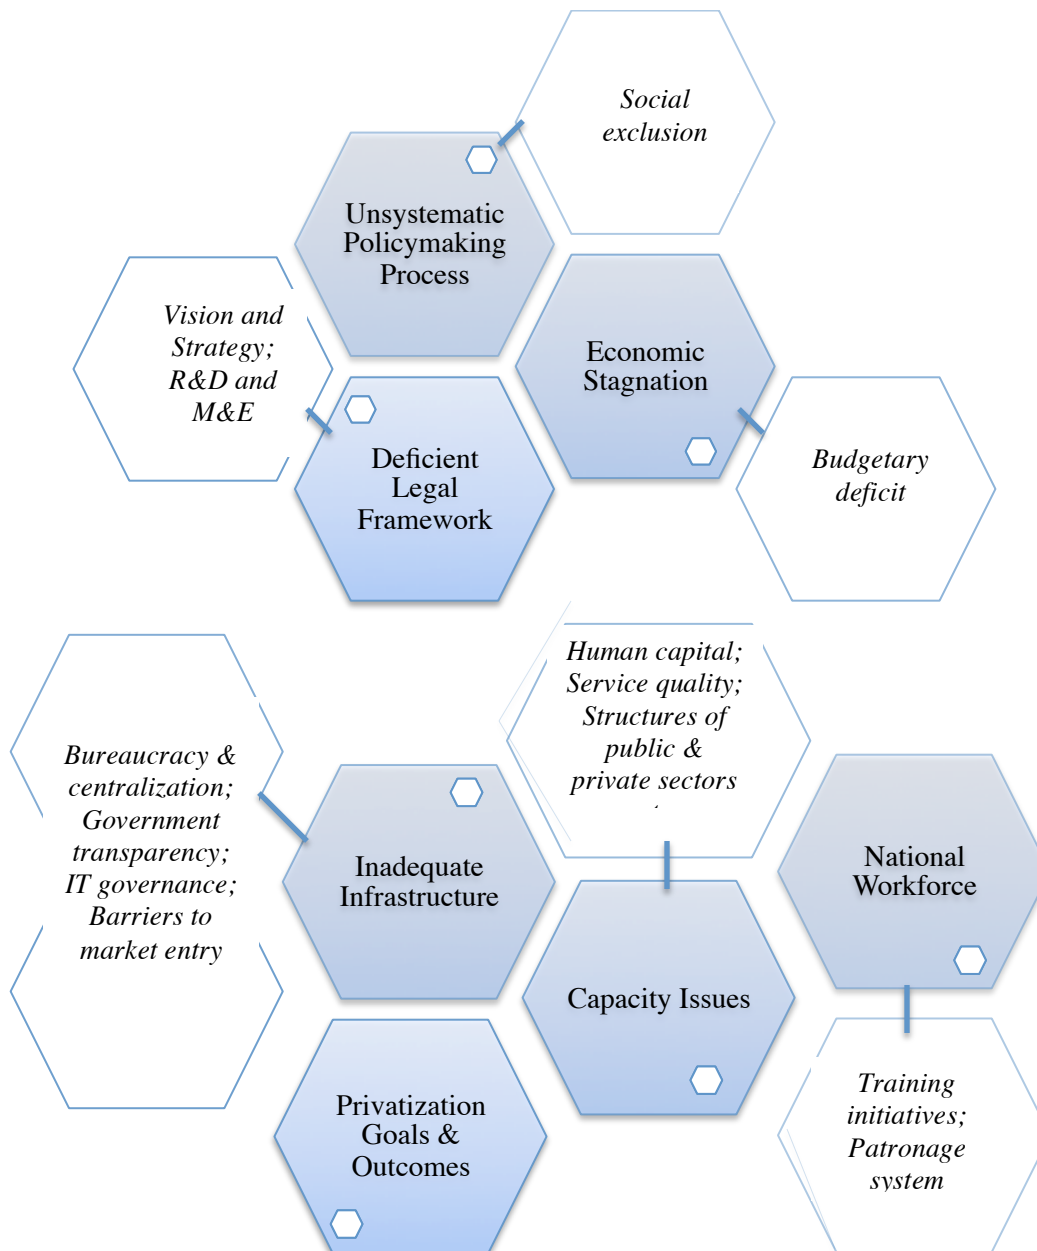 Social
exclusion
Unsystematic
Policymaking
Process
Vision and
Strategy;
R&D and
M&E
Economic
Stagnation
Deficient
Legal
Framework
Budgetary
deficit
Human capital;
Service quality;
Structures of
public &
private sectors
Bureaucracy &
centralization;
Government
transparency;
IT governance;
Barriers to
market entry
Inadequate
Infrastructure
National
Workforce
Capacity Issues
Privatization
Goals &
Outcomes
Training
initiatives;
Patronage
system